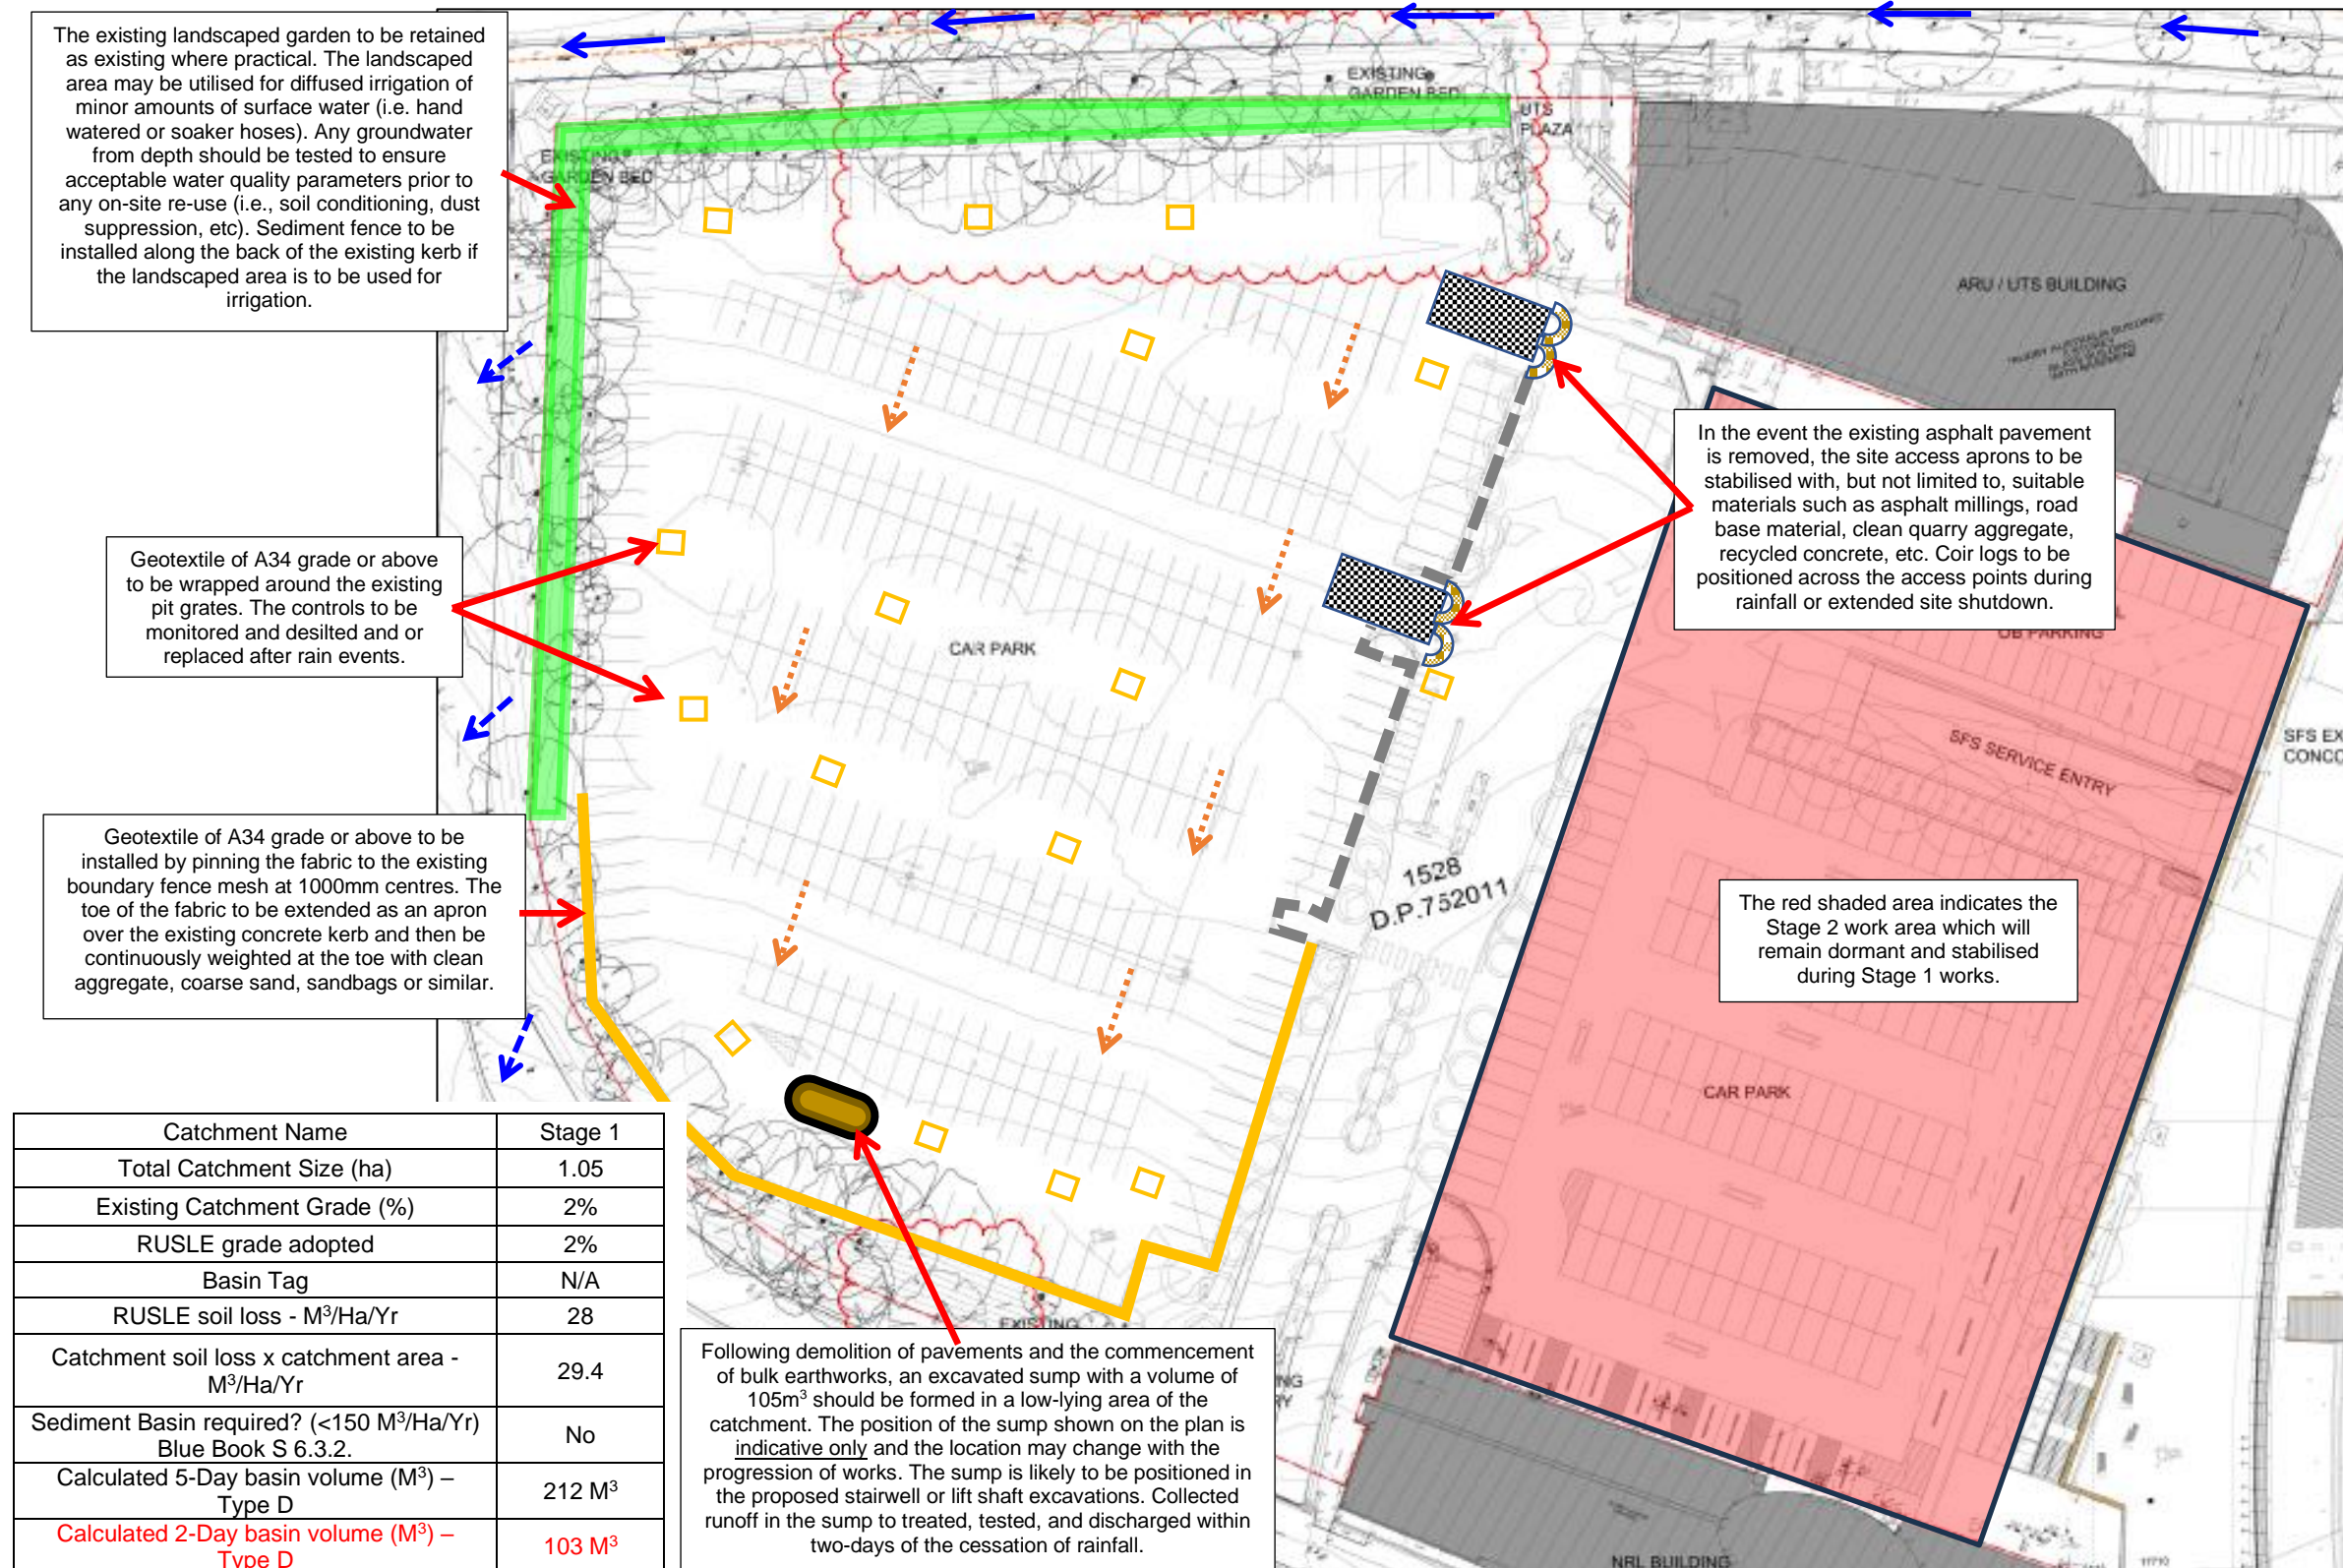 The existing landscaped garden to be retained
as existing where practical. The landscaped
area may be utilised for diffused irrigation of
minor amounts of surface water (i.e. hand
watered or soaker hoses). Any groundwater
from depth should be tested to ensure
acceptable water quality parameters prior to
any on-site re-use (i.e., soil conditioning, dust
suppression, etc). Sediment fence to be
installed along the back of the existing kerb if
the landscaped area is to be used for
irrigation.
EXISTING
GARDEN BED
UTS
PLAZA
EXISTING
GARDEN BED
ARU / UTS BUILDING
In the event the existing asphalt pavement
is removed, the site access aprons to be
stabilised with, but not limited to, suitable
materials such as asphalt millings, road
base material, clean quarry aggregate,
recycled concrete, etc. Coir logs to be
positioned across the access points during
rainfall or extended site shutdown.
OB PARKING
Geotextile of A34 grade or above
to be wrapped around the existing
pit grates. The controls to be
monitored and desilted and or
replaced after rain events.
CAR PARK
SFS SERVICE ENTRY
SFS EX
CONCO
Geotextile of A34 grade or above to be
installed by pinning the fabric to the existing
boundary fence mesh at 1000mm centres. The
toe of the fabric to be extended as an apron
over the existing concrete kerb and then be
continuously weighted at the toe with clean
aggregate, coarse sand, sandbags or similar.
1528
D.P.752011
The red shaded area indicates the
Stage 2 work area which will
remain dormant and stabilised
during Stage 1 works.
CAR PARK
Catchment Name Stage 1
Total Catchment Size (ha) 1.05
Existing Catchment Grade (%) 2%
RUSLE grade adopted 2%
Basin Tag N/A
RUSLE soil loss - M³/Ha/Yr 28
Catchment soil loss x catchment area -
M³/Ha/Yr 29.4
Sediment Basin required? (<150 M³/Ha/Yr)
Blue Book S 6.3.2. No
Calculated 5-Day basin volume (M³) –
Type D 212 M³
Calculated 2-Day basin volume (M³) –
Type D 103 M³
EXISTING
Following demolition of pavements and the commencement
of bulk earthworks, an excavated sump with a volume of
105m³ should be formed in a low-lying area of the
catchment. The position of the sump shown on the plan is
indicative only and the location may change with the
progression of works. The sump is likely to be positioned in
the proposed stairwell or lift shaft excavations. Collected
runoff in the sump to treated, tested, and discharged within
two-days of the cessation of rainfall.
NG
RY
NRL BUILDING